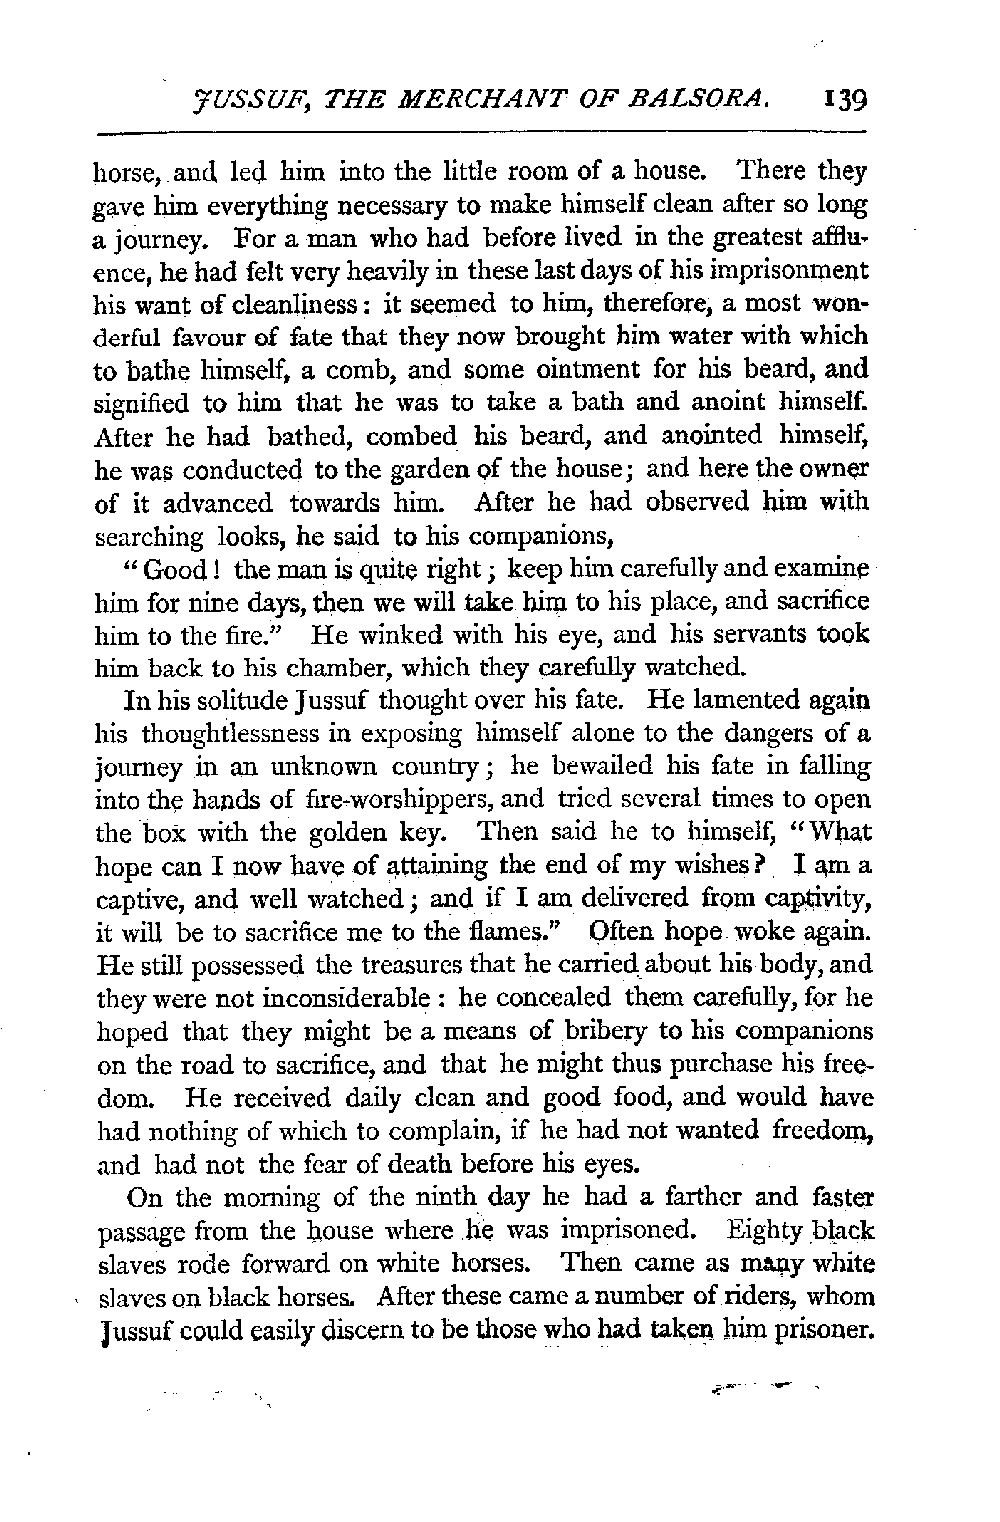 JUSSUF, THE MERCHANT OF BALSORA. 139
horse, and led him into the little room of a house. There they
gave him everything necessary to make himself clean after so long
a journey. For a man who had before lived in the greatest afflu-
ence, he had felt very heavily in these last days of his imprisonment
his want of cleanliness: it seemed to him, therefore, a most won-
derful favour of fate that they now brought him water with which
to bathe himself, a comb, and some ointment for his beard, and
signified to him that he was to take a bath and anoint himself.
After he had bathed, combed his beard, and anointed himself,
he was conducted to the garden of the house; and here the owner
of it advanced towards him. After he had observed him with
searching looks, he said to his companions,
“Good! the man is quite right; keep him carefully and examine
him for nine days, then we will take him to his place, and sacrifice
him to the fire.” He winked with his eye, and his servants took
him back to his chamber, which they carefully watched.
In his solitude Jussuf thought over his fate. He lamented again
his thoughtlessness in exposing himself alone to the dangers of a
journey in an unknown country; he bewailed his fate in falling
into the hands of fire-worshippers, and tried several times to open
the box with the golden key. Then said he to himself, “What
hope can I now have of attaining the end of my wishes? I am a
captive, and well watched; and if I am delivered from captivity,
it will be to sacrifice me to the flames.” Often hope woke again.
He still possessed the treasures that he carried about his body, and
they were not inconsiderable: he concealed them carefully, for he
hoped that they might be a means of bribery to his companions
on the road to sacrifice, and that he might thus purchase his free-
dom. He received daily clean and good food, and would have
had nothing of which to complain, if he had not wanted freedom,
and had not the fear of death before his eyes.
On the morning of the ninth day he had a farther and faster
passage from the house where he was imprisoned. Eighty black
slaves rode forward on white horses. Then came as many white
slaves on black horses. After these came a number of riders, whom
Jussuf could easily discern to be those who had taken him prisoner.